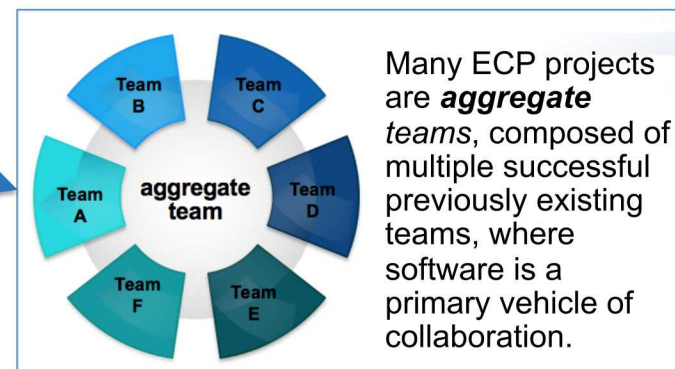 Team
B
Team
C
Team
A
aggregate
team
Team
D
Team
F
Team
E
Many ECP projects
are aggregate
teams, composed of
multiple successful
previously existing
teams, where
software is a
primary vehicle of
collaboration.